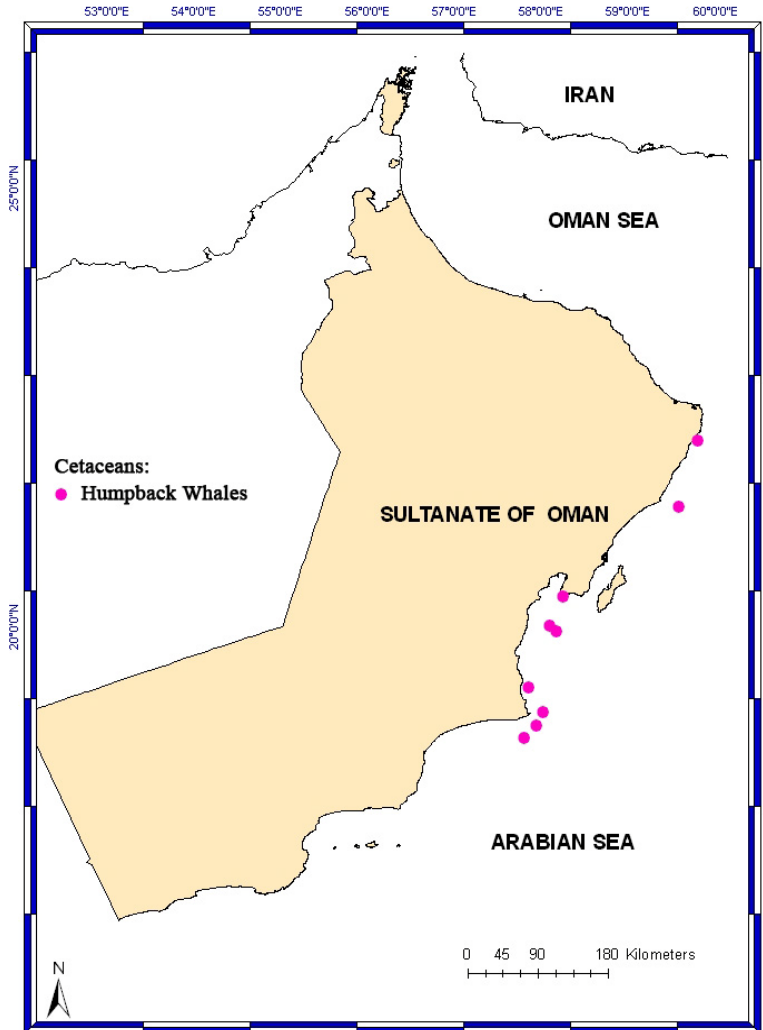 53°0'0"E 54°0'0"E 55°0'0"E 56°0'0"E 57°0'0"E 58°0'0"E 59°0'0"E 60°0'0"E
IRAN
25°0'0"N
OMAN SEA
Cetaceans:
Humpback Whales
SULTANATE OF OMAN
20°0'0"N
ARABIAN SEA
0 45 90 180 Kilometers
N